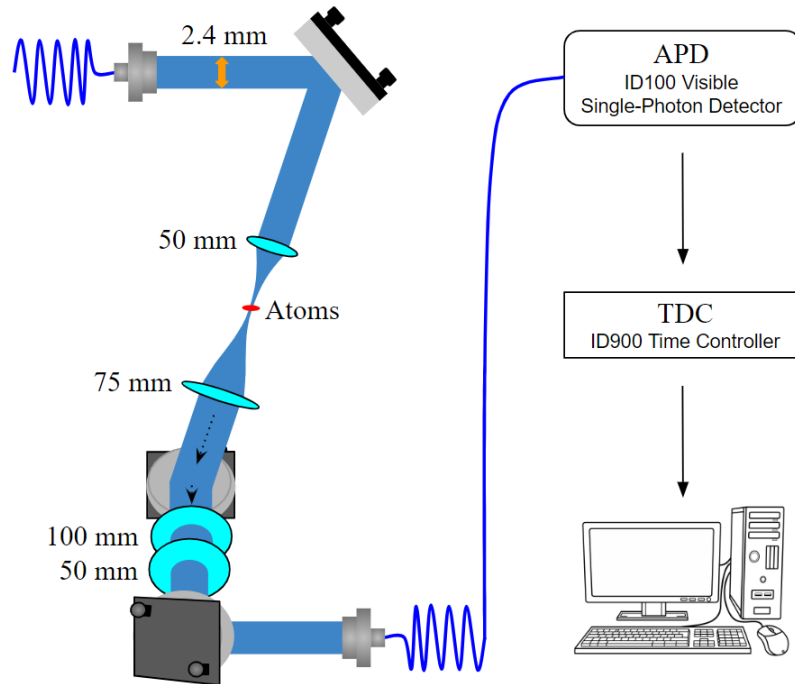 2.4 mm
50 mm
Atoms
75 mm
100 mm
50 mm
APD
ID100 Visible
Single-Photon Detector
TDC
ID900 Time Controller